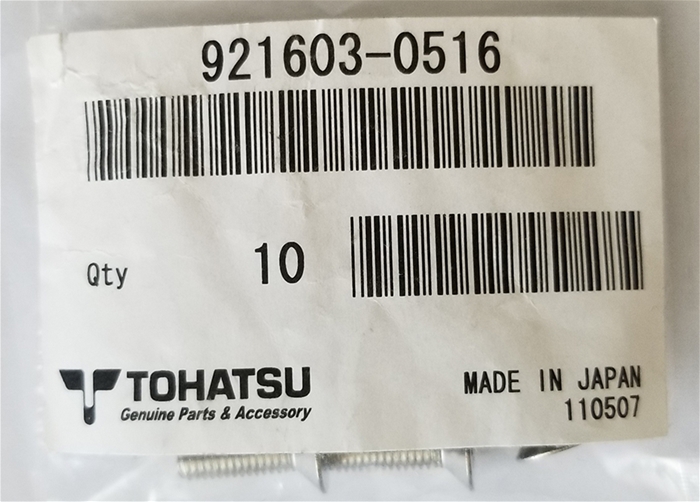 921603-0516
Qty 10
TOHATSU
Genuine Parts & Accessory
MADE IN JAPAN
110507